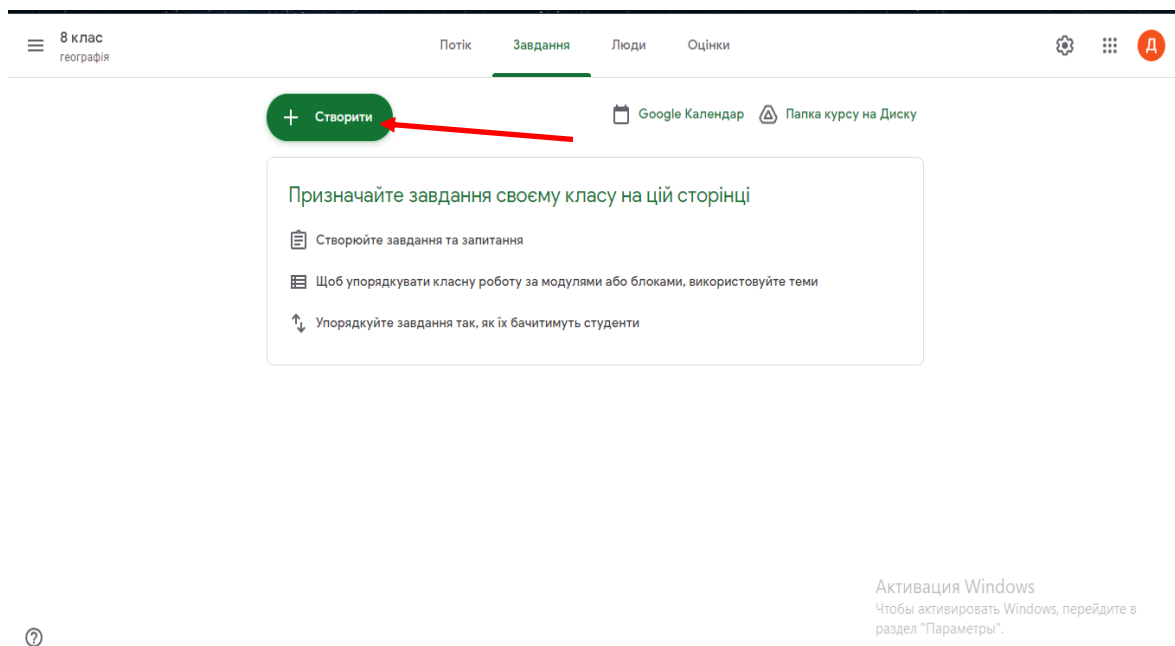 8 клас
географія
Потік Завдання Люди Оцінки
Д
Створити
Google Календар Папка курсу на Диску
Призначайте завдання своєму класу на цій сторінці
Створюйте завдання та запитання
Щоб упорядкувати класну роботу за модулями або блоками, використовуйте теми
Упорядкуйте завдання так, як їх бачитимуть студенти
Активация Windows
Чтобы активировать Windows, перейдите в
раздел "Параметры".